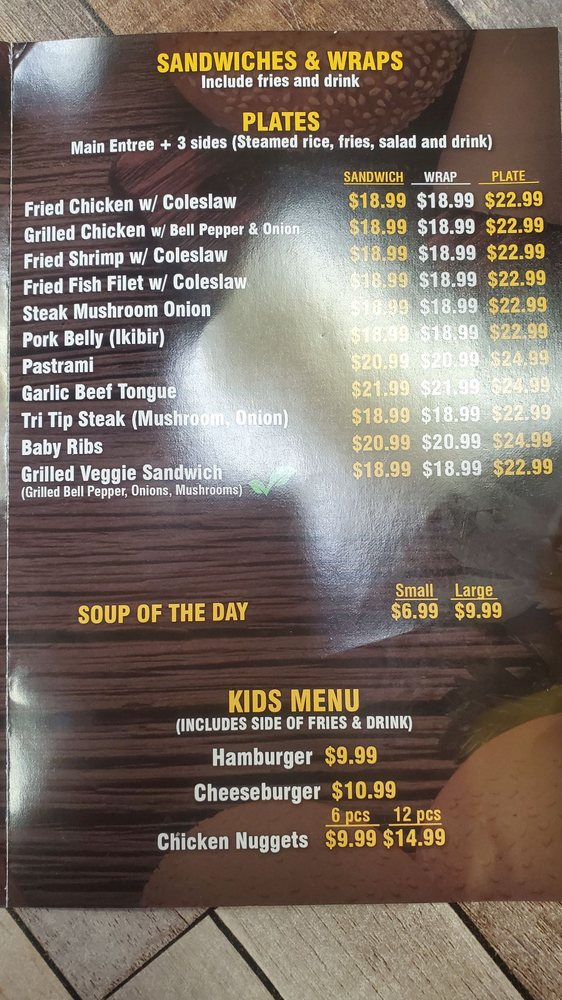 SANDWICHES & WRAPS
Include fries and drink
PLATES
Main Entree + 3 sides (Steamed rice, fries, salad and drink)
SANDWICH WRAP PLATE
Fried Chicken w/ Coleslaw $18.99 $18.99 $22.99
Grilled Chicken w/ Bell Pepper & Onion $18.99 $18.99 $22.99
Fried Shrimp w/ Coleslaw $18.99 $18.99 $22.99
Fried Fish Filet w/ Coleslaw $18.99 $18.99 $22.99
Steak Mushroom Onion $18.99 $18.99 $22.99
Pork Belly (Ikibir) $18.99 $18.99 $22.99
Pastrami $20.99 $20.99 $24.99
Garlic Beef Tongue $21.99 $21.99 $24.99
Tri Tip Steak (Mushroom, Onion) $18.99 $18.99 $22.99
Baby Ribs $20.99 $20.99 $24.99
Grilled Veggie Sandwich $18.99 $18.99 $22.99
(Grilled Bell Pepper, Onions, Mushrooms)
Small Large
SOUP OF THE DAY $6.99 $9.99
KIDS MENU
(INCLUDES SIDE OF FRIES & DRINK)
Hamburger $9.99
Cheeseburger $10.99
6 pcs 12 pcs
Chicken Nuggets $9.99 $14.99